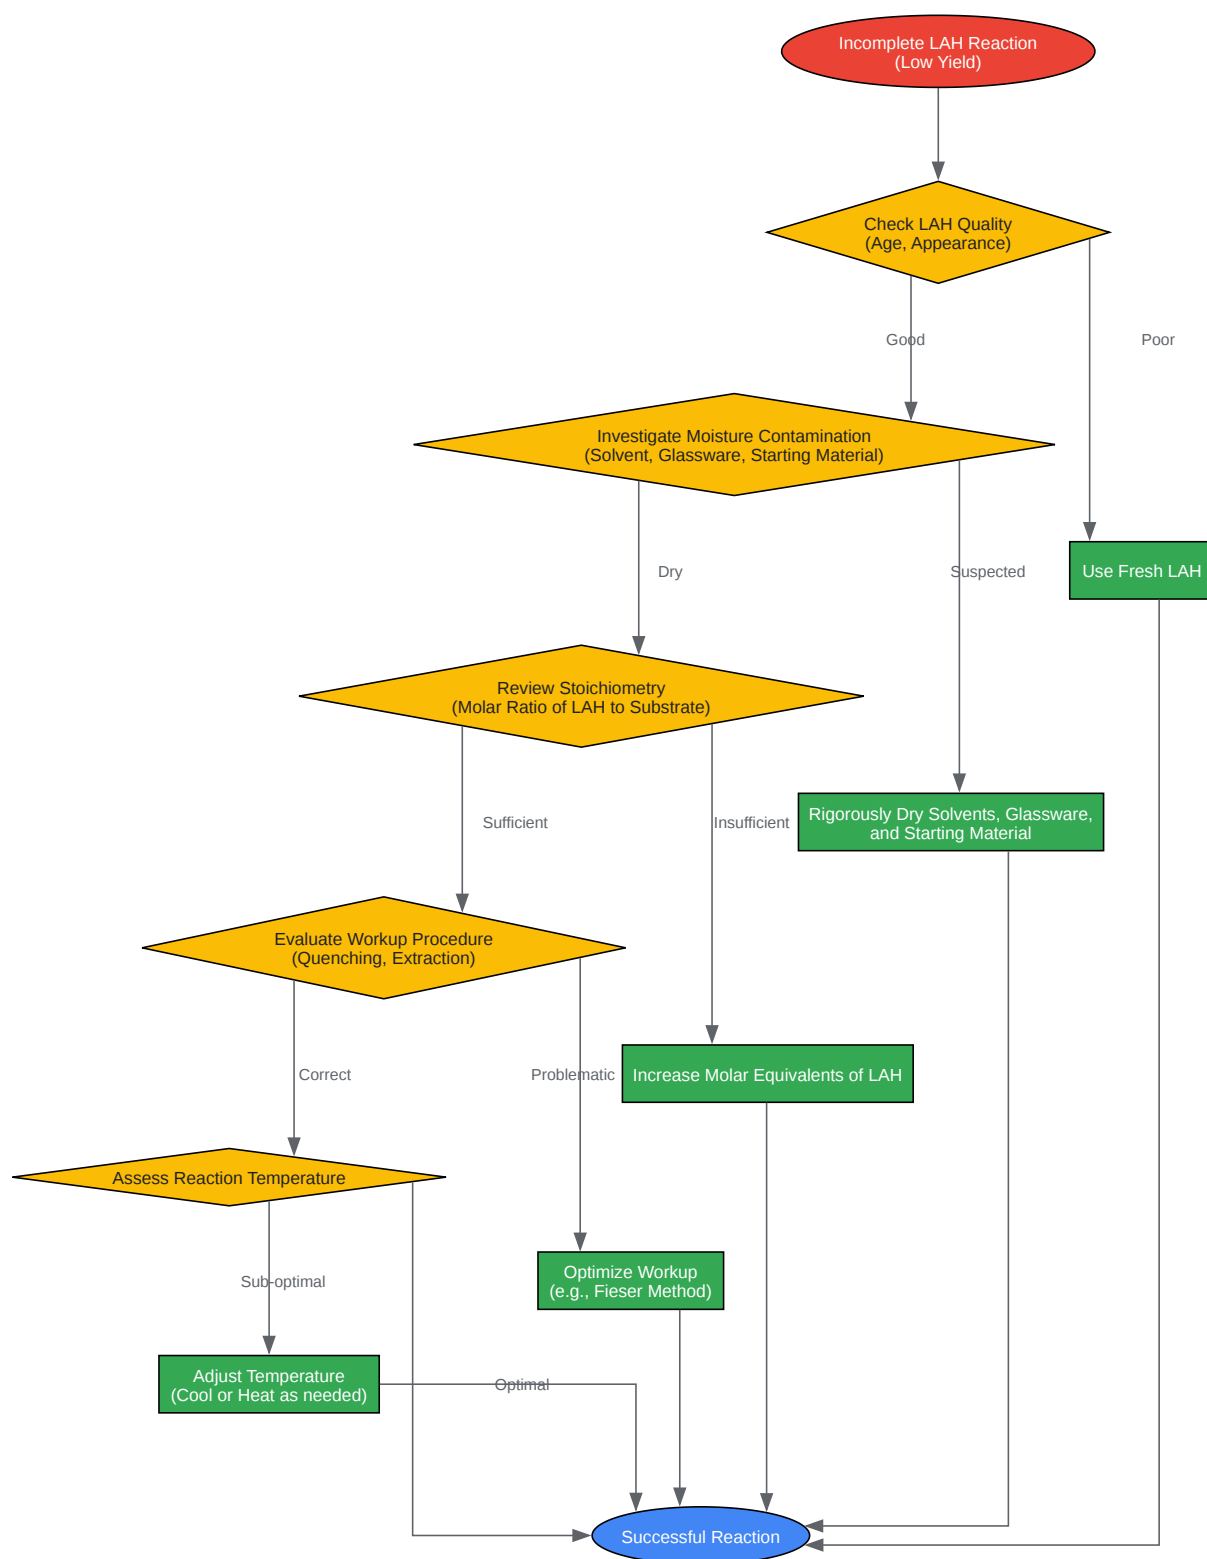 Incomplete LAH Reaction
(Low Yield)
Check LAH Quality
(Age, Appearance)
Good
Poor
Investigate Moisture Contamination
(Solvent, Glassware, Starting Material)
Dry
Suspected
Use Fresh LAH
Review Stoichiometry
(Molar Ratio of LAH to Substrate)
Sufficient
Insufficient
Rigorously Dry Solvents, Glassware,
and Starting Material
Evaluate Workup Procedure
(Quenching, Extraction)
Correct
Problematic
Increase Molar Equivalents of LAH
Assess Reaction Temperature
Sub-optimal
Optimize Workup
(e.g., Fieser Method)
Adjust Temperature
(Cool or Heat as needed)
Optimal
Successful Reaction